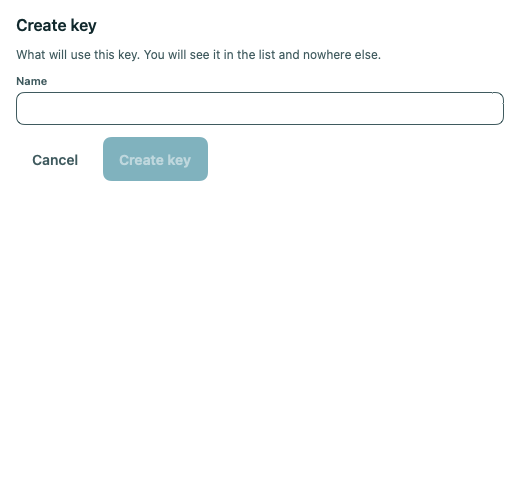 Create key
What will use this key. You will see it in the list and nowhere else.
Name
Cancel
Create key